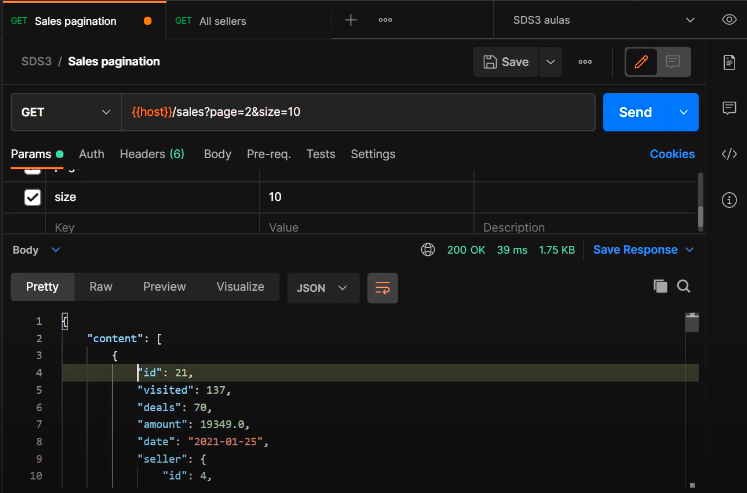 GET Sales pagination GET All sellers SDS3 aulas
SDS3 / Sales pagination Save
GET {{host}}/sales?page=2&size=10 Send
Params Auth Headers (6) Body Pre-req. Tests Settings Cookies
size 10
Key Value Description
Body 200 OK 39 ms 1.75 KB Save Response
Pretty Raw Preview Visualize JSON
1 {
2 "content": [
3 {
4 "id": 21,
5 "visited": 137,
6 "deals": 70,
7 "amount": 19349.0,
8 "date": "2021-01-25",
9 "seller": {
10 "id": 4,